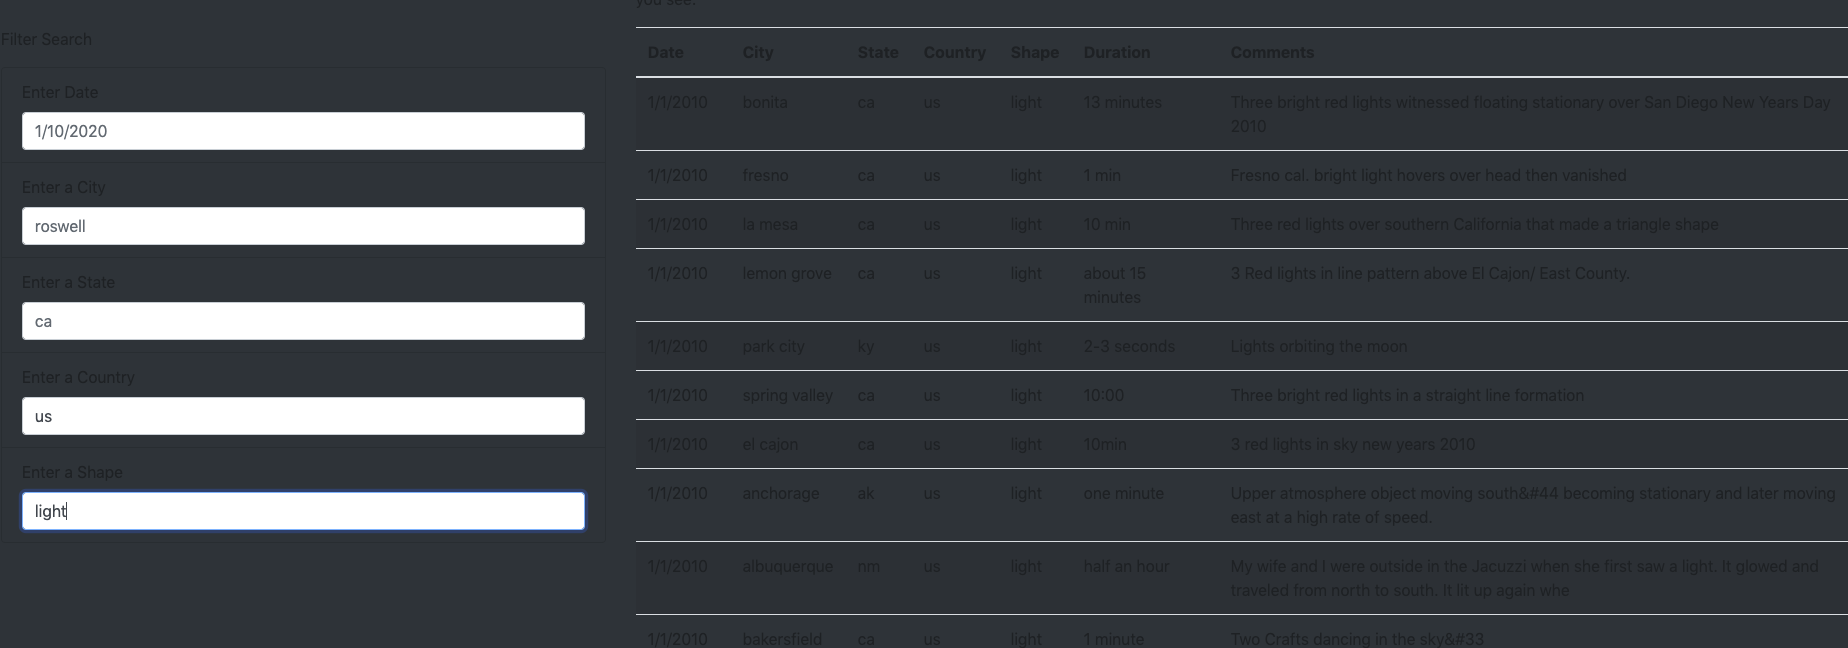 you see.
Filter Search
Enter Date
1/10/2020
Enter a City
roswell
Enter a State
ca
Enter a Country
us
Enter a Shape
light
Date City State Country Shape Duration Comments
1/1/2010 bonita ca us light 13 minutes Three bright red lights witnessed floating stationary over San Diego New Years Day
2010
1/1/2010 fresno ca us light 1 min Fresno cal. bright light hovers over head then vanished
1/1/2010 la mesa ca us light 10 min Three red lights over southern California that made a triangle shape
1/1/2010 lemon grove ca us light about 15 3 Red lights in line pattern above El Cajon/ East County.
minutes
1/1/2010 park city ky us light 2-3 seconds Lights orbiting the moon
1/1/2010 spring valley ca us light 10:00 Three bright red lights in a straight line formation
1/1/2010 el cajon ca us light 10min 3 red lights in sky new years 2010
1/1/2010 anchorage ak us light one minute Upper atmosphere object moving south&#44 becoming stationary and later moving
east at a high rate of speed.
1/1/2010 albuquerque nm us light half an hour My wife and I were outside in the Jacuzzi when she first saw a light. It glowed and
traveled from north to south. It lit up again whe
1/1/2010 bakersfield ca us light 1 minute Two Crafts dancing in the sky&#33